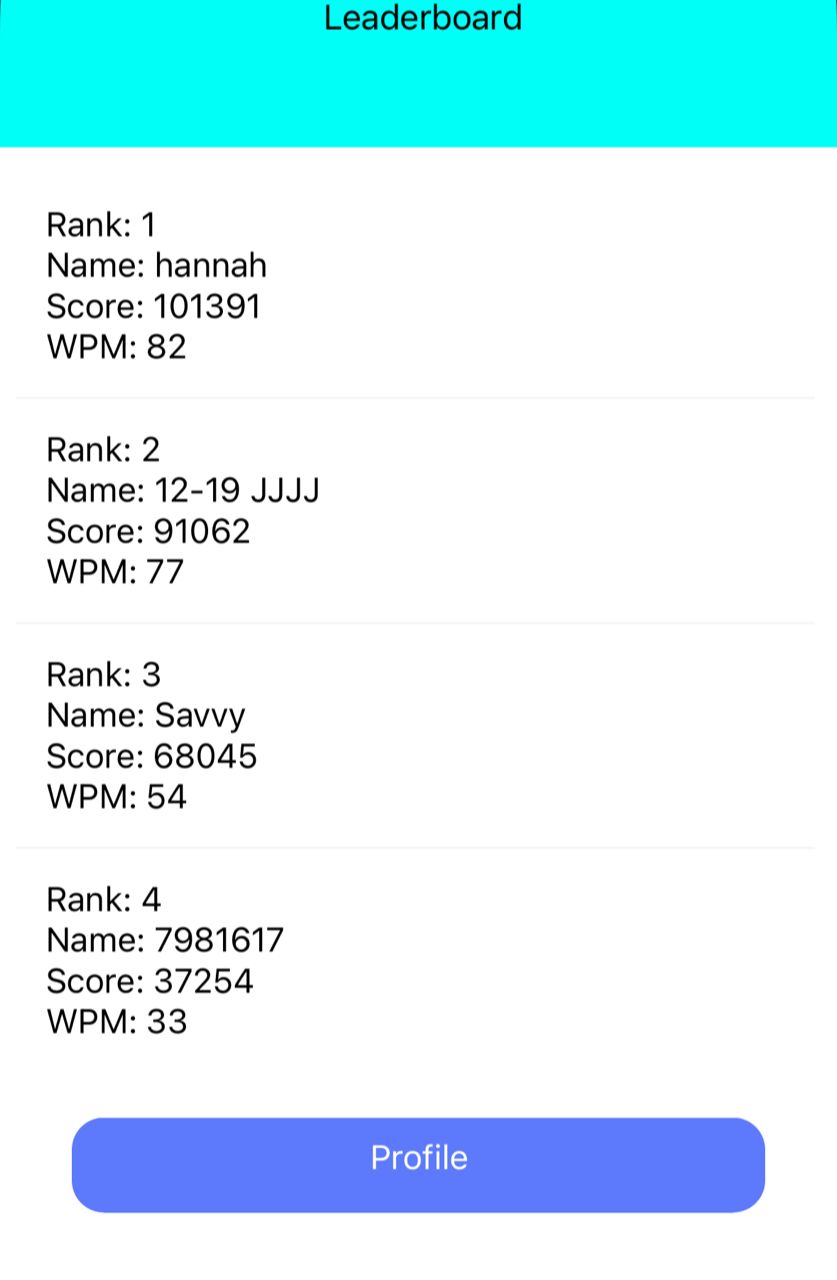 Leaderboard
Rank: 1
Name: hannah
Score: 101391
WPM: 82
Rank: 2
Name: 12-19 JJJJ
Score: 91062
WPM: 77
Rank: 3
Name: Savvy
Score: 68045
WPM: 54
Rank: 4
Name: 7981617
Score: 37254
WPM: 33
Profile